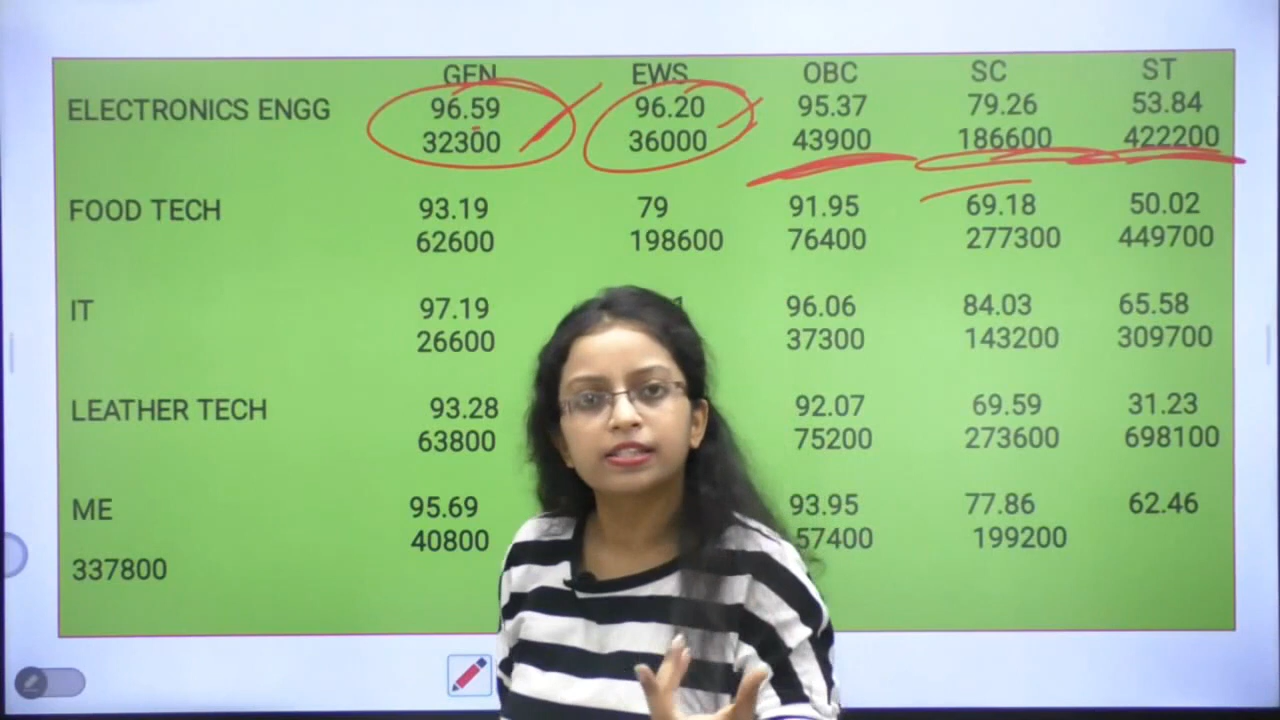 GEN EWS OBC SC ST
ELECTRONICS ENGG 96.59 96.20 95.37 79.26 53.84
32300 36000 43900 186600 422200
FOOD TECH 93.19 79 91.95 69.18 50.02
62600 198600 76400 277300 449700
IT 97.19 96.06 84.03 65.58
26600 37300 143200 309700
LEATHER TECH 93.28 92.07 69.59 31.23
63800 75200 273600 698100
ME 95.69 93.95 77.86 62.46
40800 57400 199200
337800